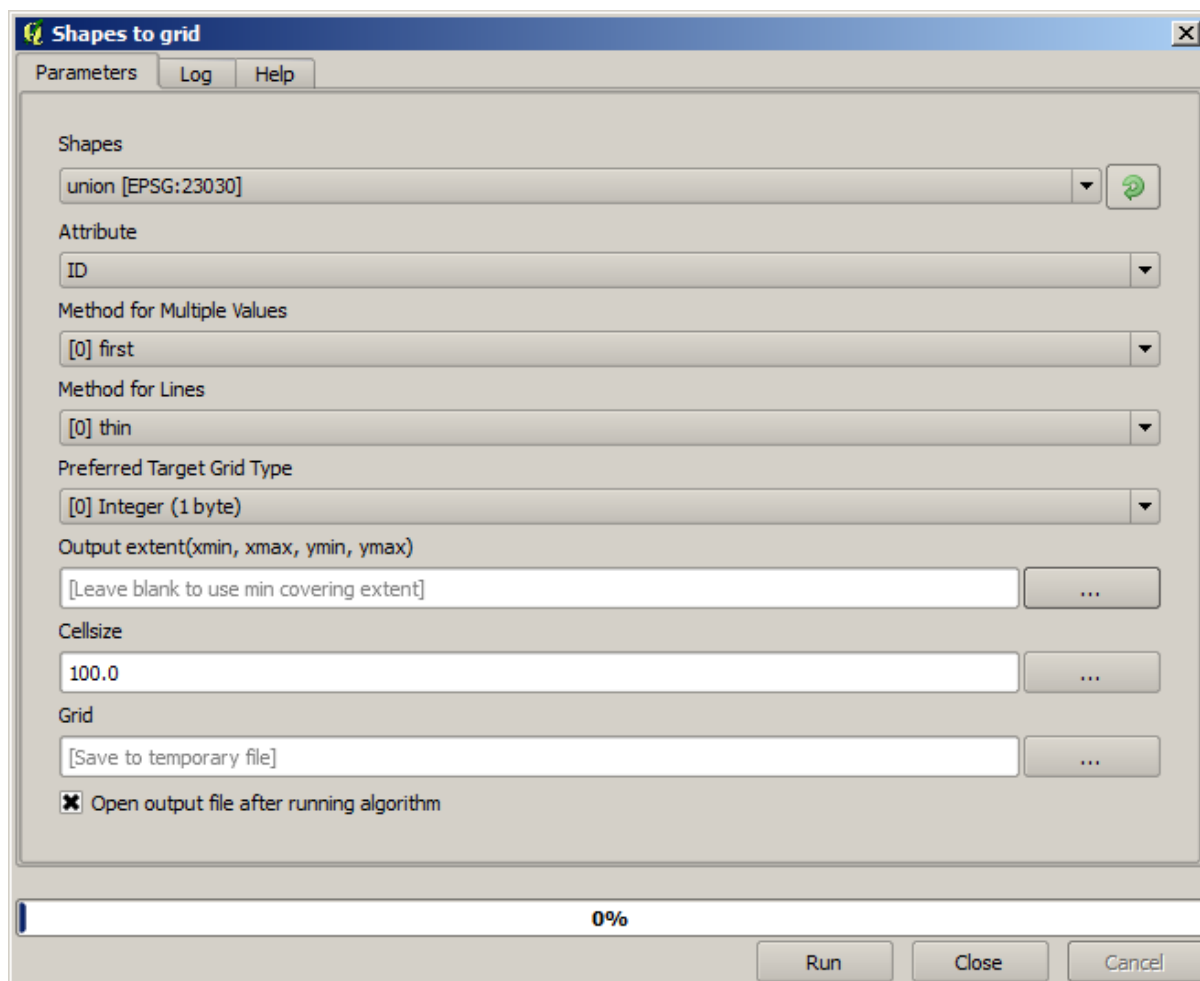 Shapes to grid
Parameters Log Help
Shapes
union [EPSG:23030]
Attribute
ID
Method for Multiple Values
[0] first
Method for Lines
[0] thin
Preferred Target Grid Type
[0] Integer (1 byte)
Output extent(xmin, xmax, ymin, ymax)
[Leave blank to use min covering extent]
...
Cellsize
100.0
...
Grid
[Save to temporary file]
...
Open output file after running algorithm
0%
Run Close Cancel